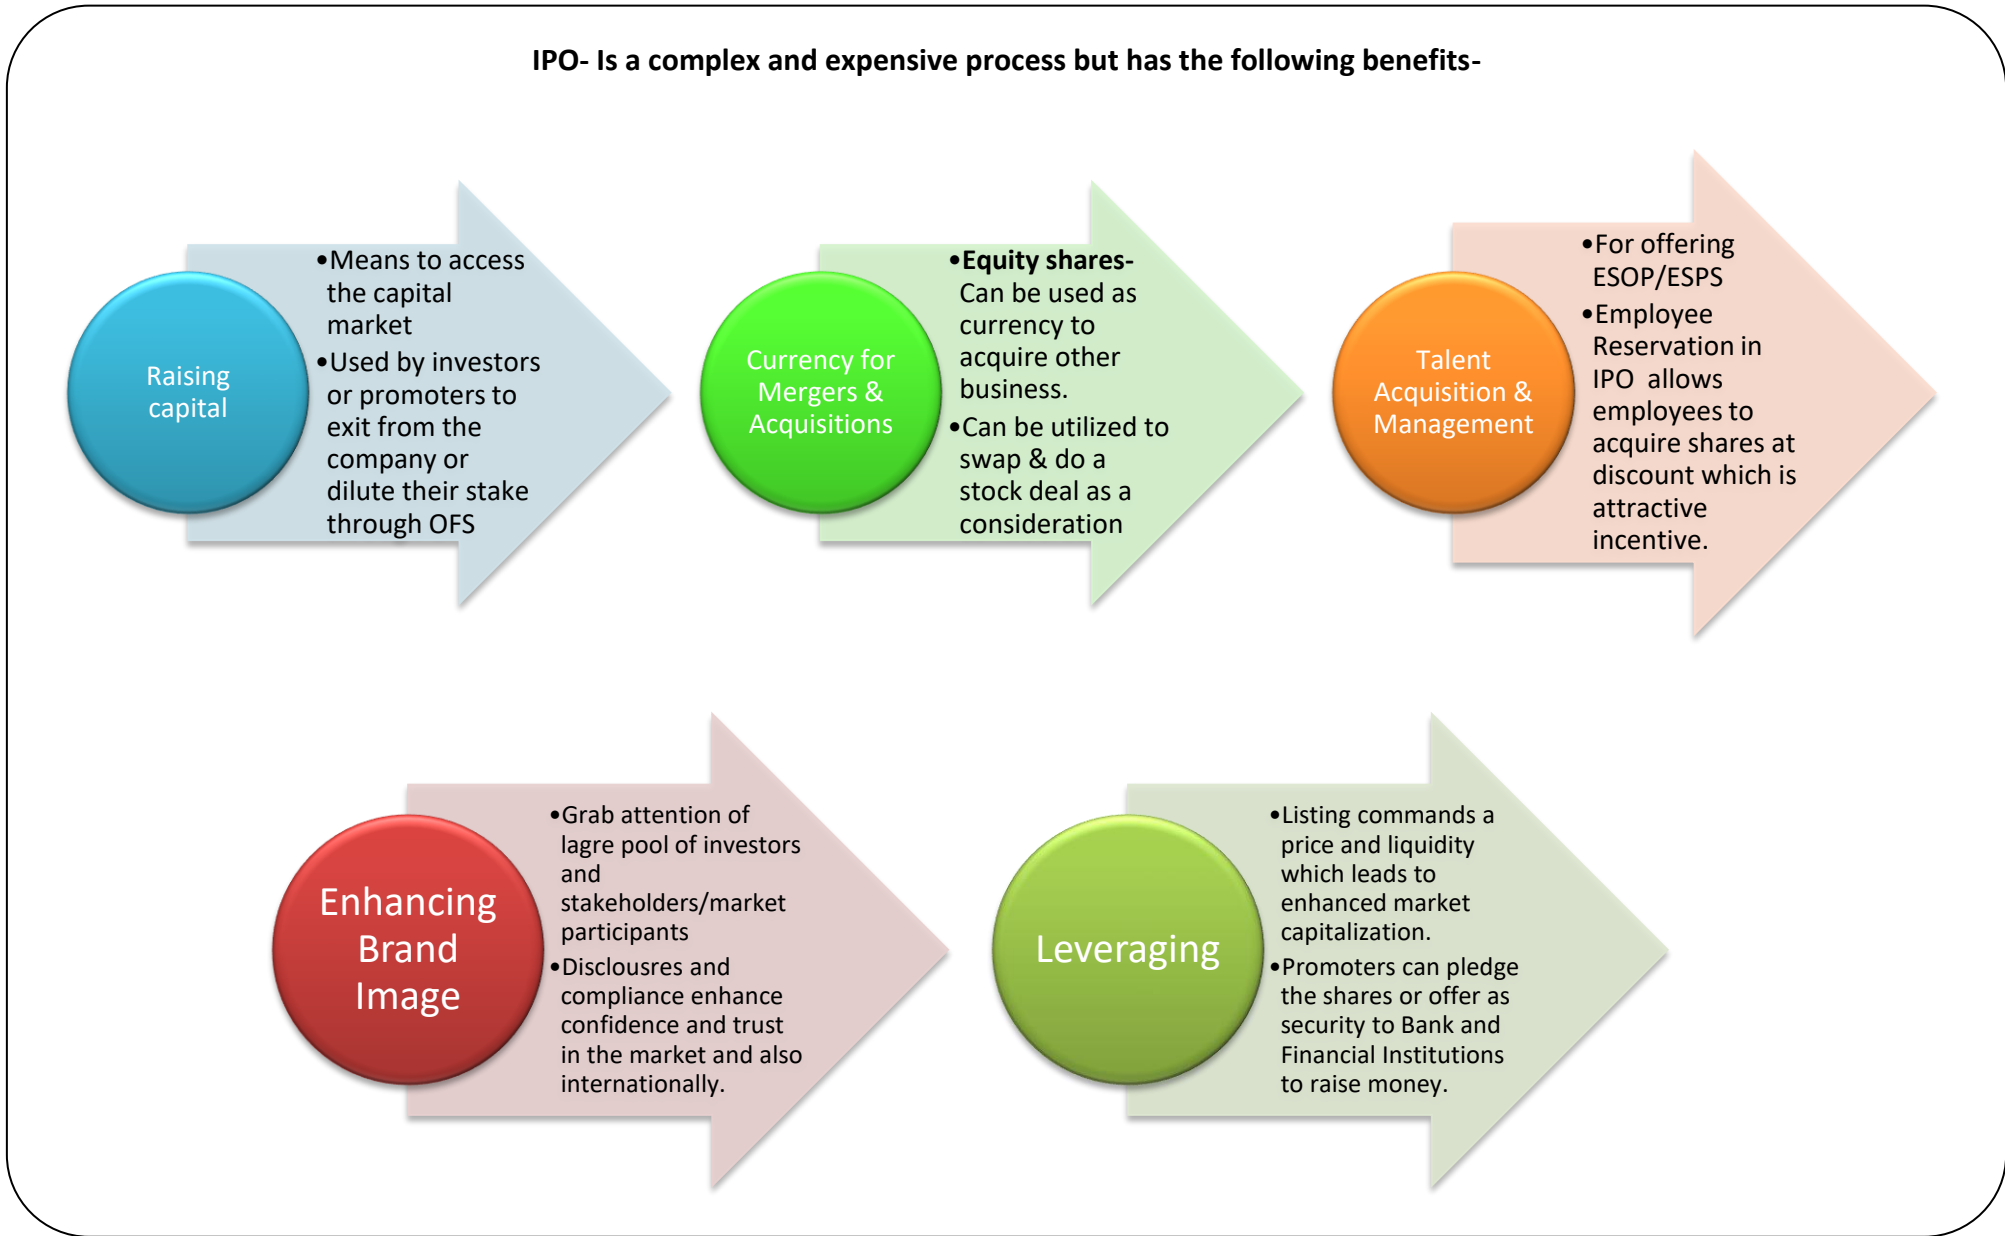 IPO- Is a complex and expensive process but has the following benefits-
Raising
capital
•Means to access
the capital
market
•Used by investors
or promoters to
exit from the
company or
dilute their stake
through OFS
Currency for
Mergers &
Acquisitions
•Equity shares-
Can be used as
currency to
acquire other
business.
•Can be utilized to
swap & do a
stock deal as a
consideration
Talent
Acquisition &
Management
•For offering
ESOP/ESPS
•Employee
Reservation in
IPO  allows
employees to
acquire shares at
discount which is
attractive
incentive.
Enhancing
Brand
Image
•Grab attention of
lagre pool of investors
and
stakeholders/market
participants
•Disclousres and
compliance enhance
confidence and trust
in the market and also
internationally.
Leveraging
•Listing commands a
price and liquidity
which leads to
enhanced market
capitalization.
•Promoters can pledge
the shares or offer as
security to Bank and
Financial Institutions
to raise money.